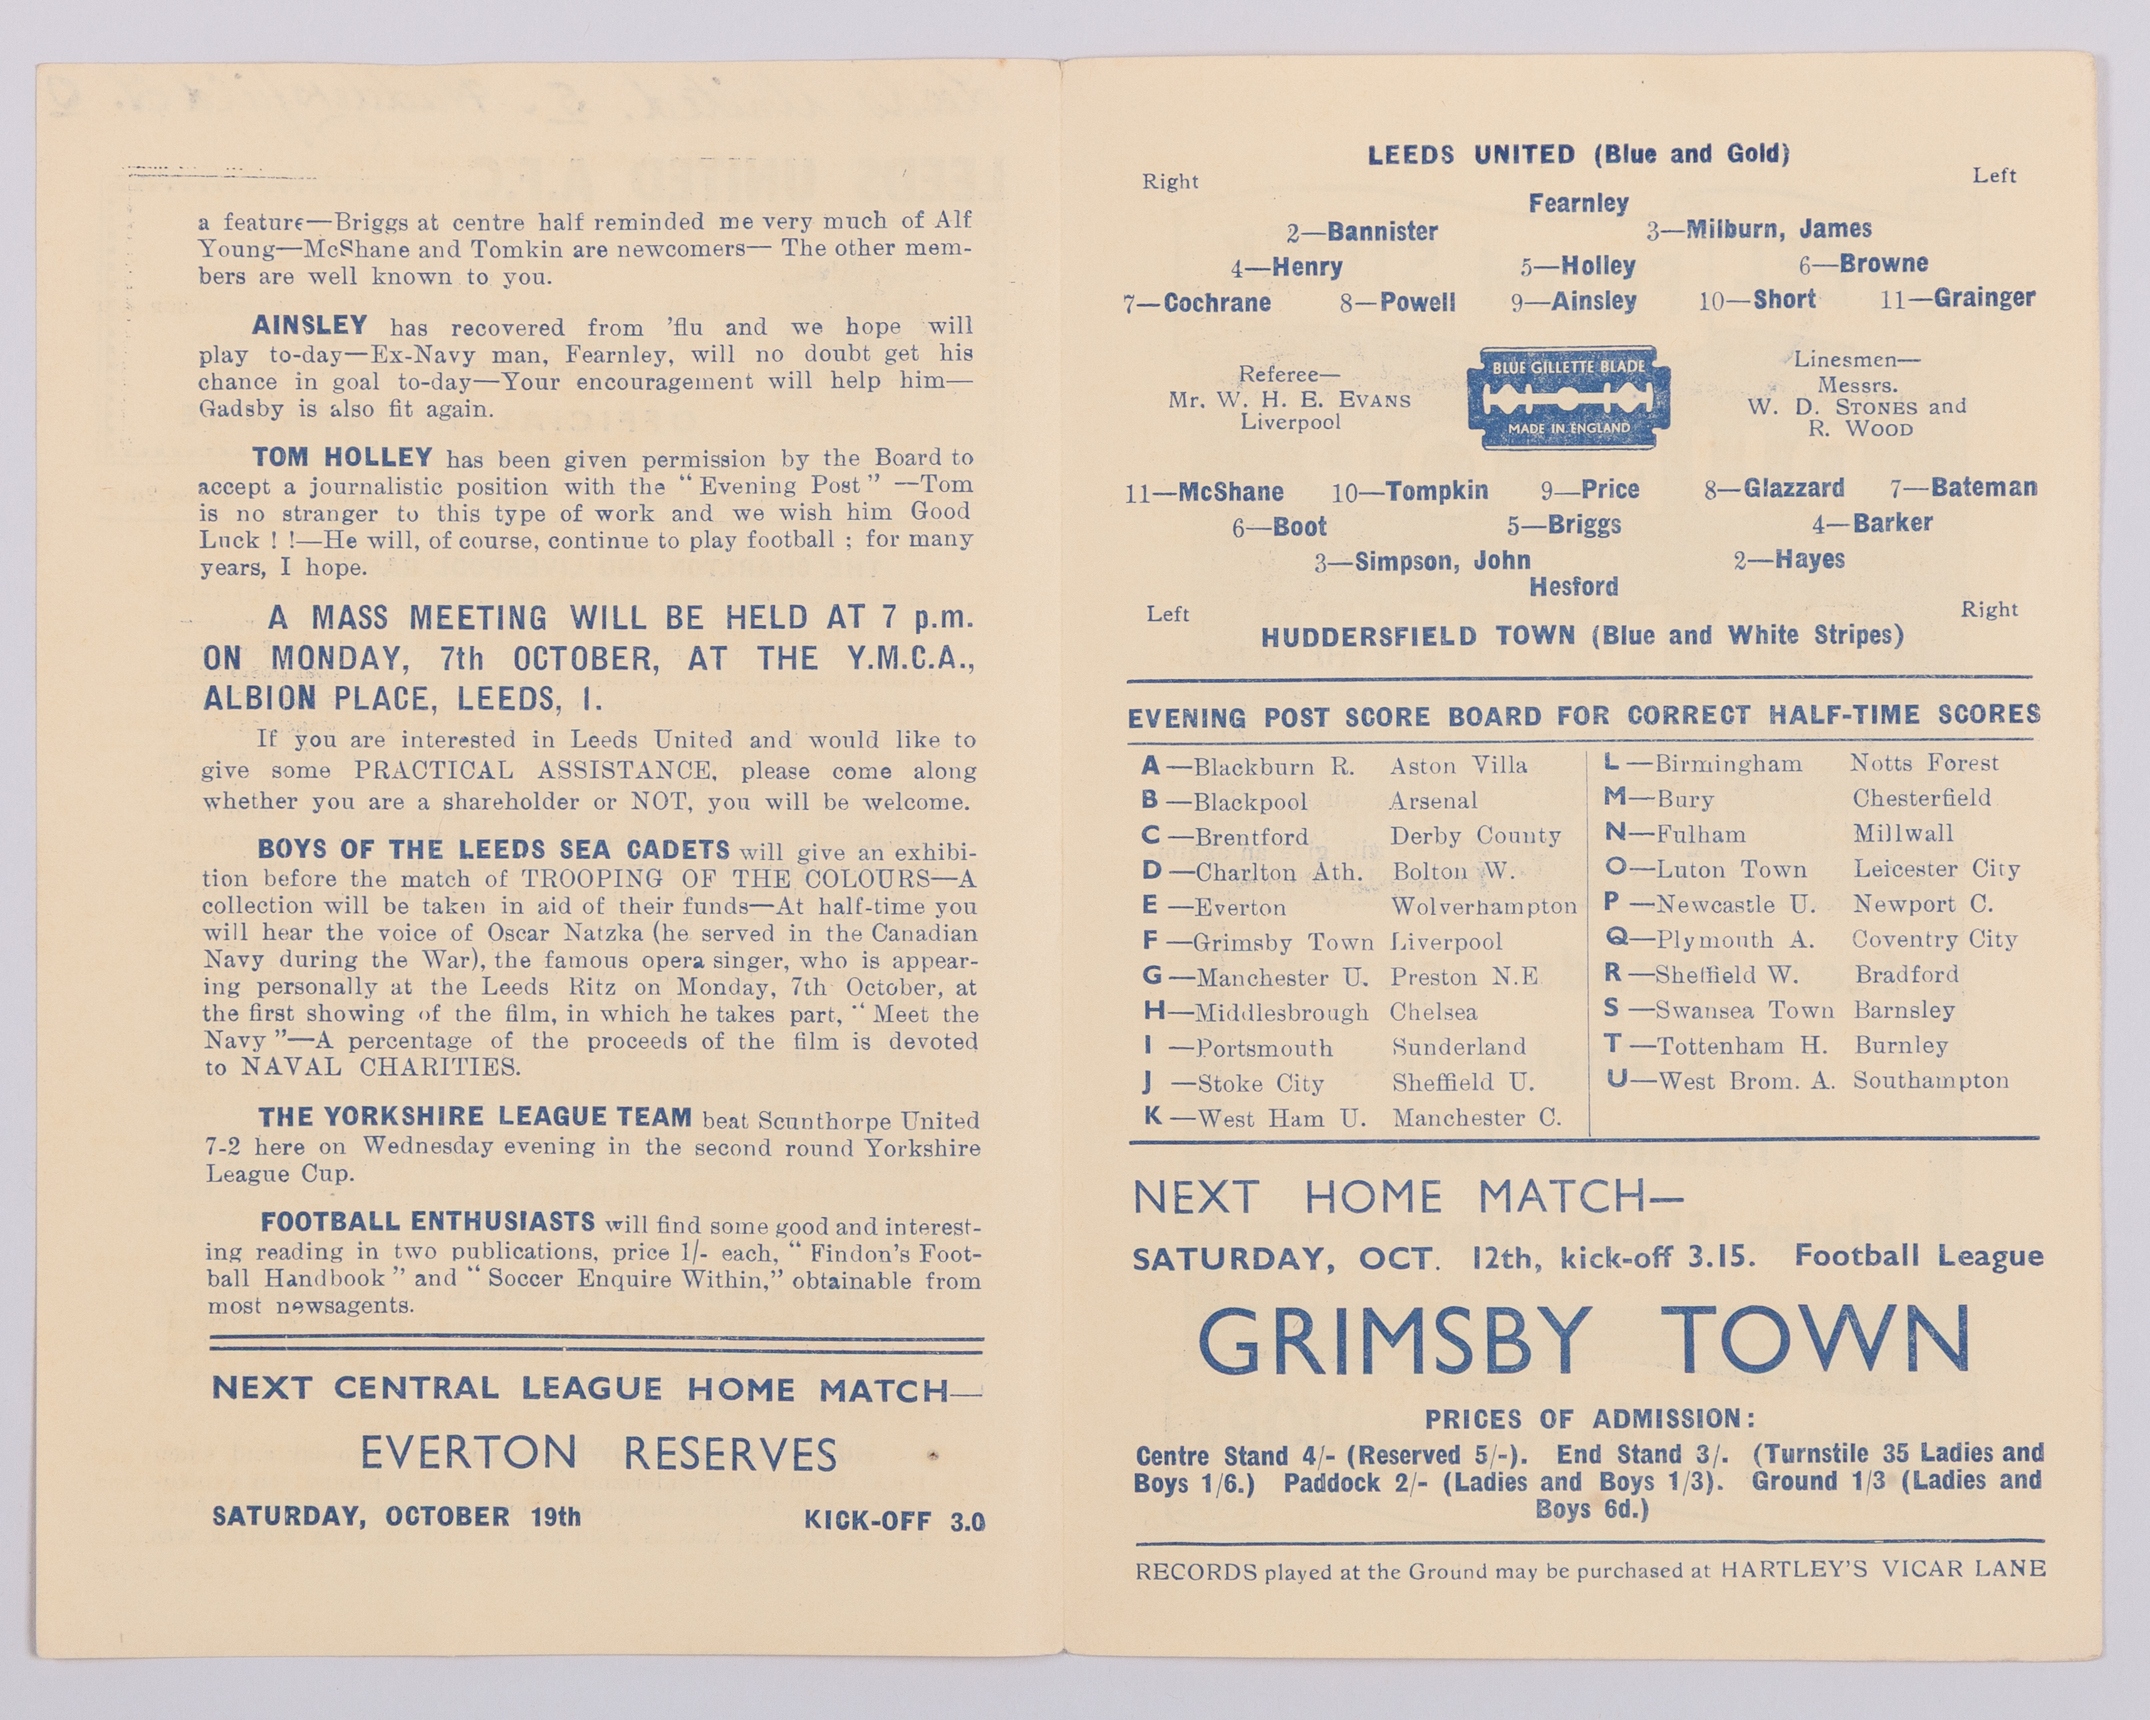 a feature—Briggs at centre half reminded me very much of Alf
Young—McShane and Tomkin are newcomers— The other mem-
bers are well known to you.
AINSLEY has recovered from 'flu and we hope will
play to-day—Ex-Navy man, Fearnley, will no doubt get his
chance in goal to-day—Your encouragement will help him—
Gadsby is also fit again.
TOM HOLLEY has been given permission by the Board to
accept a journalistic position with the "Evening Post" —Tom
is no stranger to this type of work and we wish him Good
Luck ! !—He will, of course, continue to play football ; for many
years, I hope.
A MASS MEETING WILL BE HELD AT 7 p.m.
ON MONDAY, 7th OCTOBER, AT THE Y.M.C.A.,
ALBION PLACE, LEEDS, 1.
If you are interested in Leeds United and would like to
give some PRACTICAL ASSISTANCE, please come along
whether you are a shareholder or NOT, you will be welcome.
BOYS OF THE LEEDS SEA CADETS will give an exhibi-
tion before the match of TROOPING OF THE COLOURS—A
collection will be taken in aid of their funds—At half-time you
will hear the voice of Oscar Natzka (he served in the Canadian
Navy during the War), the famous opera singer, who is appear-
ing personally at the Leeds Ritz on Monday, 7th October, at
the first showing of the film, in which he takes part, "Meet the
Navy"—A percentage of the proceeds of the film is devoted
to NAVAL CHARITIES.
THE YORKSHIRE LEAGUE TEAM beat Scunthorpe United
7-2 here on Wednesday evening in the second round Yorkshire
League Cup.
FOOTBALL ENTHUSIASTS will find some good and interest-
ing reading in two publications, price 1/- each, "Findon's Foot-
ball Handbook" and "Soccer Enquire Within," obtainable from
most newsagents.
NEXT CENTRAL LEAGUE HOME MATCH—
EVERTON RESERVES
SATURDAY, OCTOBER 19th KICK-OFF 3.0
LEEDS UNITED (Blue and Gold)
Right Left
Fearnley
2—Bannister 3—Milburn, James
4—Henry 5—Holley 6—Browne
7—Cochrane 8—Powell 9—Ainsley 10—Short 11—Grainger
Referee—
Mr. W. H. E. EVANS
Liverpool
BLUE GILLETTE BLADE
MADE IN ENGLAND
Linesmen—
Messrs.
W. D. STONES and
R. WOOD
11—McShane 10—Tompkin 9—Price 8—Glazzard 7—Bateman
6—Boot 5—Briggs 4—Barker
3—Simpson, John 2—Hayes
Hesford
Left Right
HUDDERSFIELD TOWN (Blue and White Stripes)
EVENING POST SCORE BOARD FOR CORRECT HALF-TIME SCORES
A—Blackburn R. Aston Villa
B—Blackpool Arsenal
C—Brentford Derby County
D—Charlton Ath. Bolton W.
E—Everton Wolverhampton
F—Grimsby Town Liverpool
G—Manchester U. Preston N.E
H—Middlesbrough Chelsea
I—Portsmouth Sunderland
J—Stoke City Sheffield U.
K—West Ham U. Manchester C.
L—Birmingham Notts Forest
M—Bury Chesterfield
N—Fulham Millwall
O—Luton Town Leicester City
P—Newcastle U. Newport C.
Q—Plymouth A. Coventry City
R—Sheffield W. Bradford
S—Swansea Town Barnsley
T—Tottenham H. Burnley
U—West Brom. A. Southampton
NEXT HOME MATCH—
SATURDAY, OCT. 12th, kick-off 3.15. Football League
GRIMSBY TOWN
PRICES OF ADMISSION:
Centre Stand 4/- (Reserved 5/-). End Stand 3/. (Turnstile 35 Ladies and
Boys 1/6.) Paddock 2/- (Ladies and Boys 1/3). Ground 1/3 (Ladies and
Boys 6d.)
RECORDS played at the Ground may be purchased at HARTLEY'S VICAR LANE